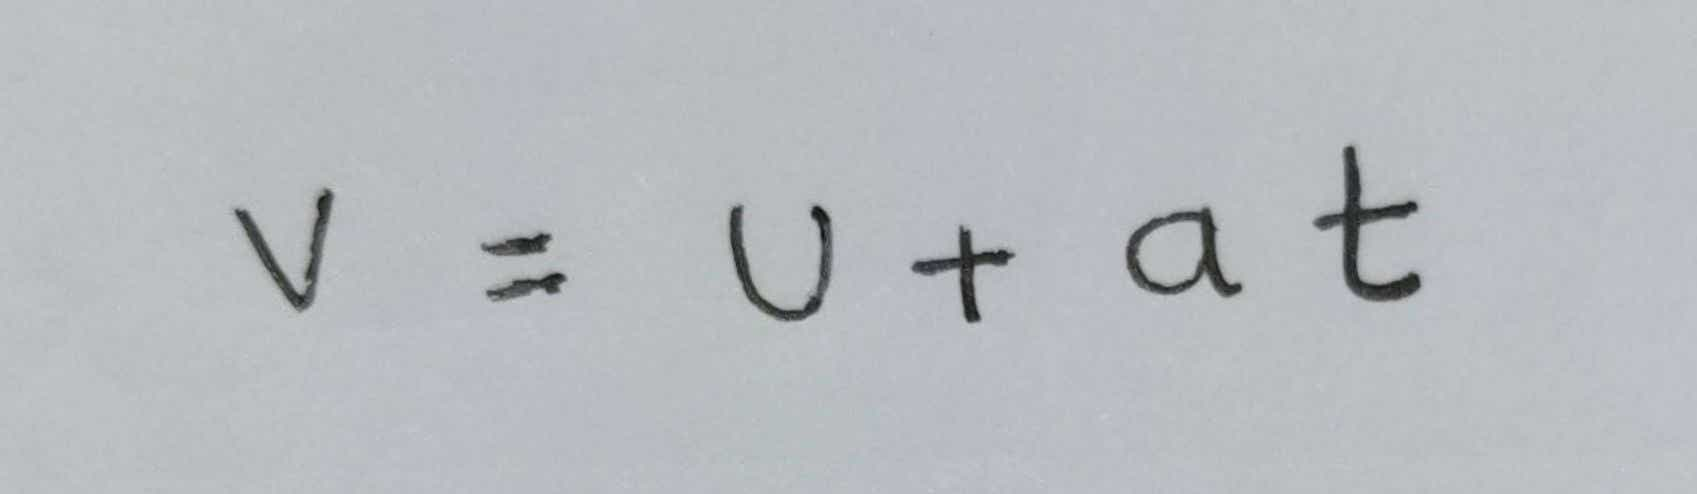 v = u + at